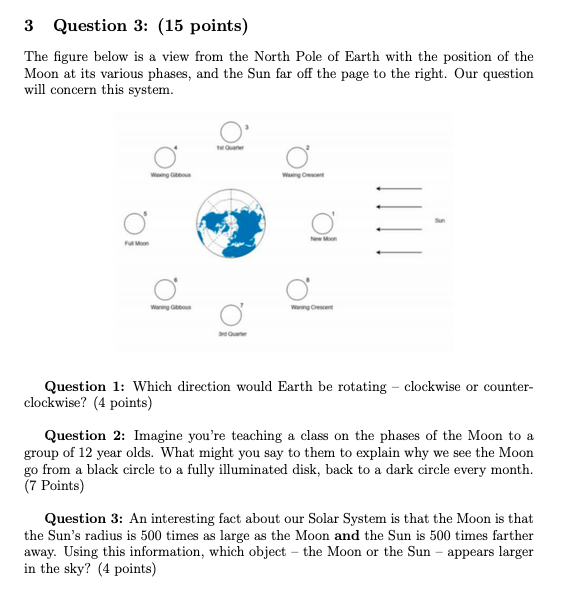 3 Question 3: (15 points)
The figure below is a view from the North Pole of Earth with the position of the
Moon at its various phases, and the Sun far off the page to the right. Our question
will concern this system.
3
1st Quarter
4
Waxing Gibbous
2
Waxing Crescent
5
Full Moon
1
New Moon
Sun
6
Waning Gibbous
8
Waning Crescent
7
3rd Quarter
Question 1: Which direction would Earth be rotating – clockwise or counter-
clockwise? (4 points)
Question 2: Imagine you're teaching a class on the phases of the Moon to a
group of 12 year olds. What might you say to them to explain why we see the Moon
go from a black circle to a fully illuminated disk, back to a dark circle every month.
(7 Points)
Question 3: An interesting fact about our Solar System is that the Moon is that
the Sun's radius is 500 times as large as the Moon and the Sun is 500 times farther
away. Using this information, which object – the Moon or the Sun – appears larger
in the sky? (4 points)